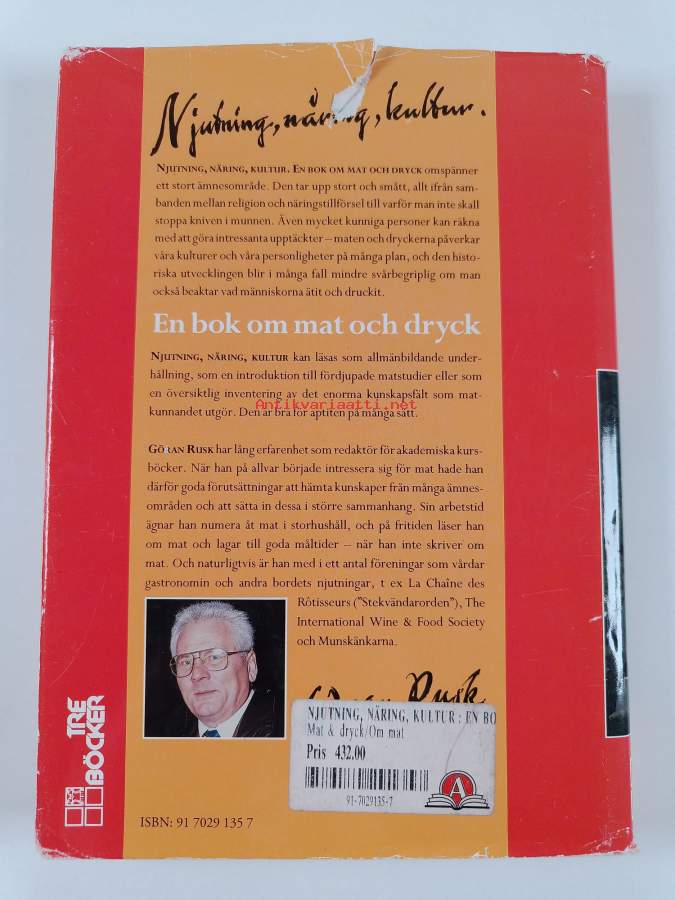 Njutning, näring, kultur.
NJUTNING, NÄRING, KULTUR. EN BOK OM MAT OCH DRYCK omspänner
ett stort ämnesområde. Den tar upp stort och smått, allt ifrån sam-
banden mellan religion och näringstillförsel till varför man inte skall
stoppa kniven i munnen. Även mycket kunniga personer kan räkna
med att göra intressanta upptäckter – maten och dryckerna påverkar
våra kulturer och våra personligheter på många plan, och den histo-
riska utvecklingen blir i många fall mindre svårbegriplig om man
också beaktar vad människorna ätit och druckit.
En bok om mat och dryck
NJUTNING, NÄRING, KULTUR kan läsas som allmänbildande under-
hållning, som en introduktion till fördjupade matstudier eller som
en översiktlig inventering av det enorma kunskapsfält som mat-
kunnandet utgör. Den är bra för aptiten på många sätt.
Antikvariaatti.net
GÖRAN RUSK har lång erfarenhet som redaktör för akademiska kurs-
böcker. När han på allvar började intressera sig för mat hade han
därför goda förutsättningar att hämta kunskaper från många ämnes-
områden och att sätta in dessa i större sammanhang. Sin arbetstid
ägnar han numera åt mat i storhushåll, och på fritiden läser han
om mat och lagar till goda måltider – när han inte skriver om
mat. Och naturligtvis är han med i ett antal föreningar som vårdar
gastronomin och andra bordets njutningar, t ex La Chaîne des
Rôtisseurs ("Stekvändarorden"), The
International Wine & Food Society
och Munskänkarna.
Rusk
NJUTNING, NÄRING, KULTUR : EN BO
Mat & dryck/Om mat
Pris 432.00
91-7029135-7
A
TRE
BÖCKER
ISBN: 91 7029 135 7